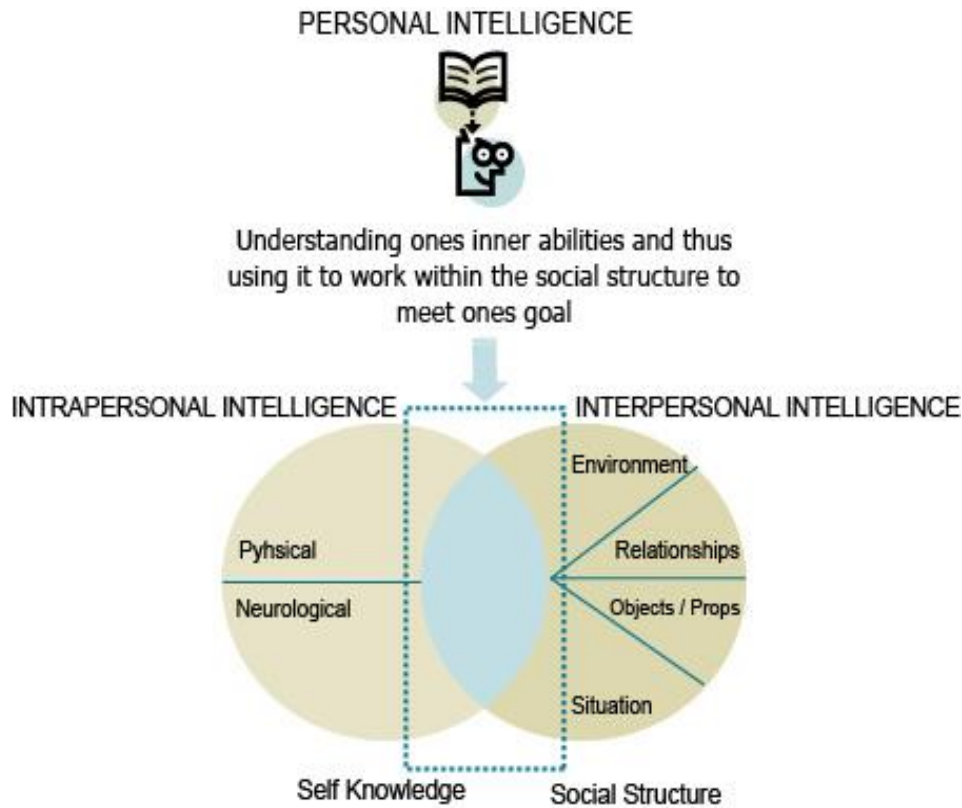 PERSONAL INTELLIGENCE
Understanding ones inner abilities and thus
using it to work within the social structure to
meet ones goal
INTRAPERSONAL INTELLIGENCE
INTERPERSONAL INTELLIGENCE
Pyhsical
Neurological
Environment
Relationships
Objects / Props
Situation
Self Knowledge
Social Structure